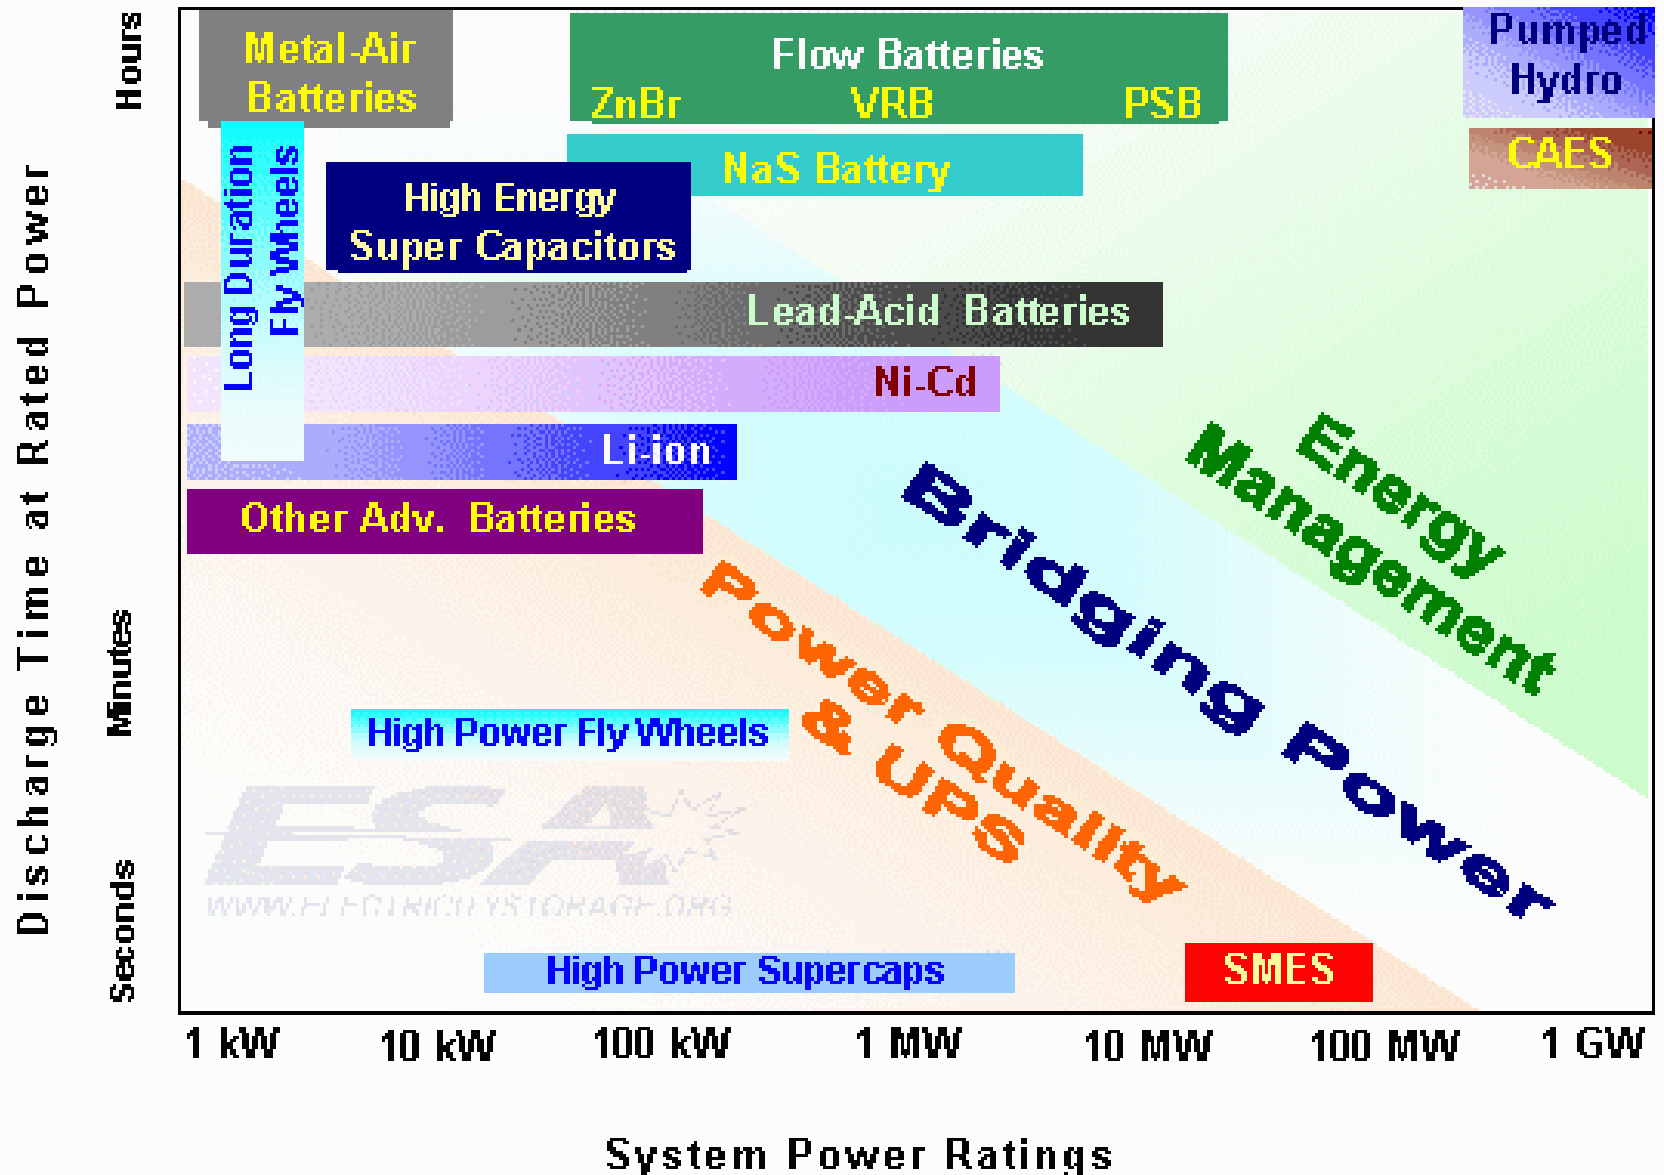 Hours
Metal-Air
Batteries
Flow Batteries
ZnBr VRB PSB
Pumped
Hydro
CAES
NaS Battery
Long Duration
Fly Wheels
High Energy
Super Capacitors
Lead-Acid Batteries
Ni-Cd
Li-ion
Other Adv. Batteries
Energy
Management
Bridging Power
Power Quality
& UPS
Discharge Time at Rated Power
Minutes
High Power Fly Wheels
ESA
WWW.ELECTRICITYSTORAGE.ORG
Seconds
High Power Supercaps
SMES
1 kW 10 kW 100 kW 1 MW 10 MW 100 MW 1 GW
System Power Ratings